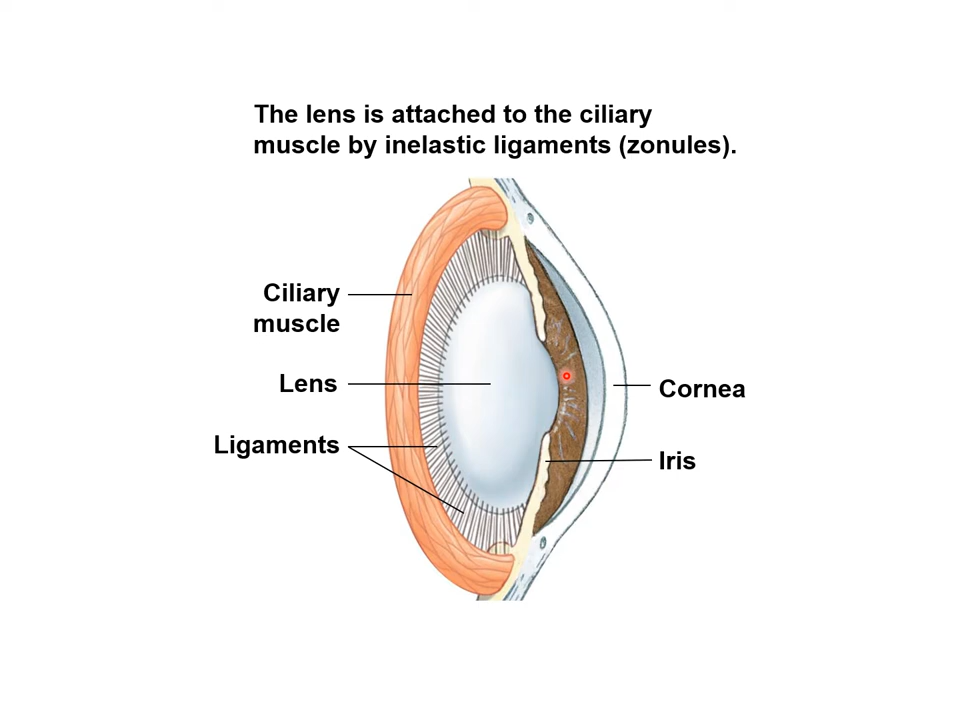 The lens is attached to the ciliary
muscle by inelastic ligaments (zonules).
Ciliary
muscle
Lens
Cornea
Ligaments
Iris